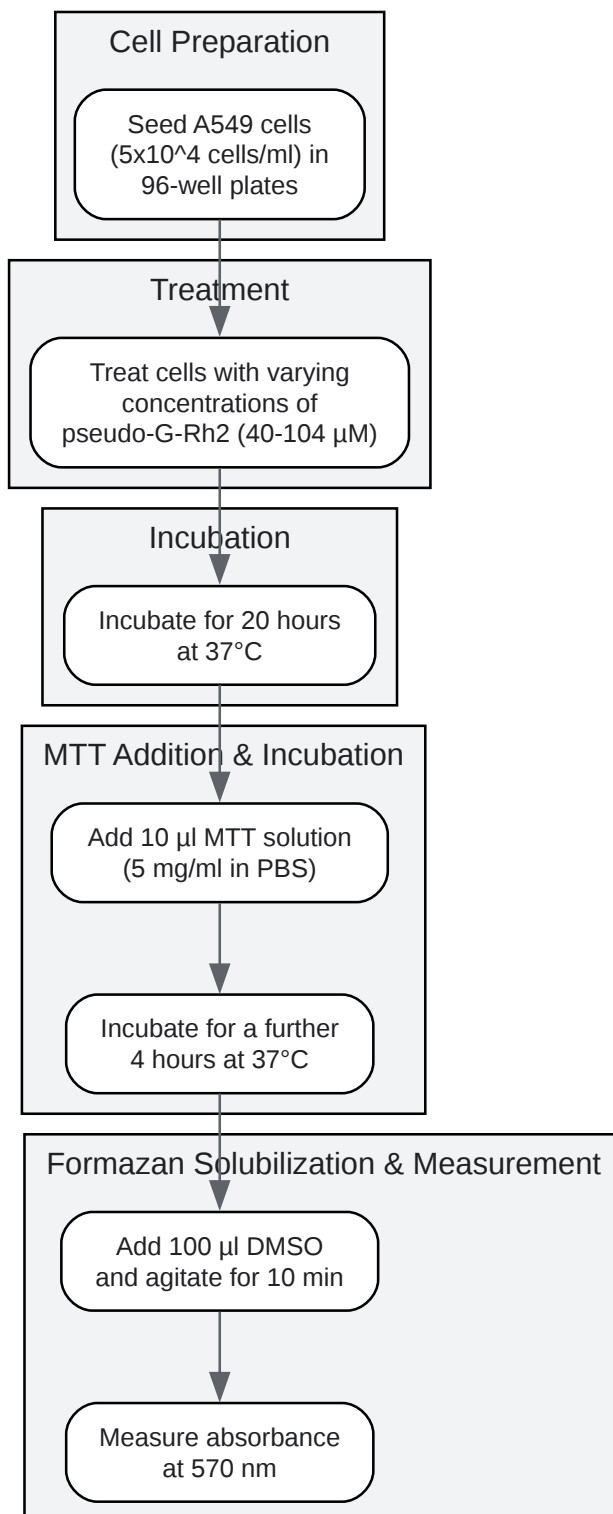 Cell Preparation
Seed A549 cells
(5x10^4 cells/ml) in
96-well plates
Treatment
Treat cells with varying
concentrations of
pseudo-G-Rh2 (40-104 µM)
Incubation
Incubate for 20 hours
at 37°C
MTT Addition & Incubation
Add 10 µl MTT solution
(5 mg/ml in PBS)
Incubate for a further
4 hours at 37°C
Formazan Solubilization & Measurement
Add 100 µl DMSO
and agitate for 10 min
Measure absorbance
at 570 nm